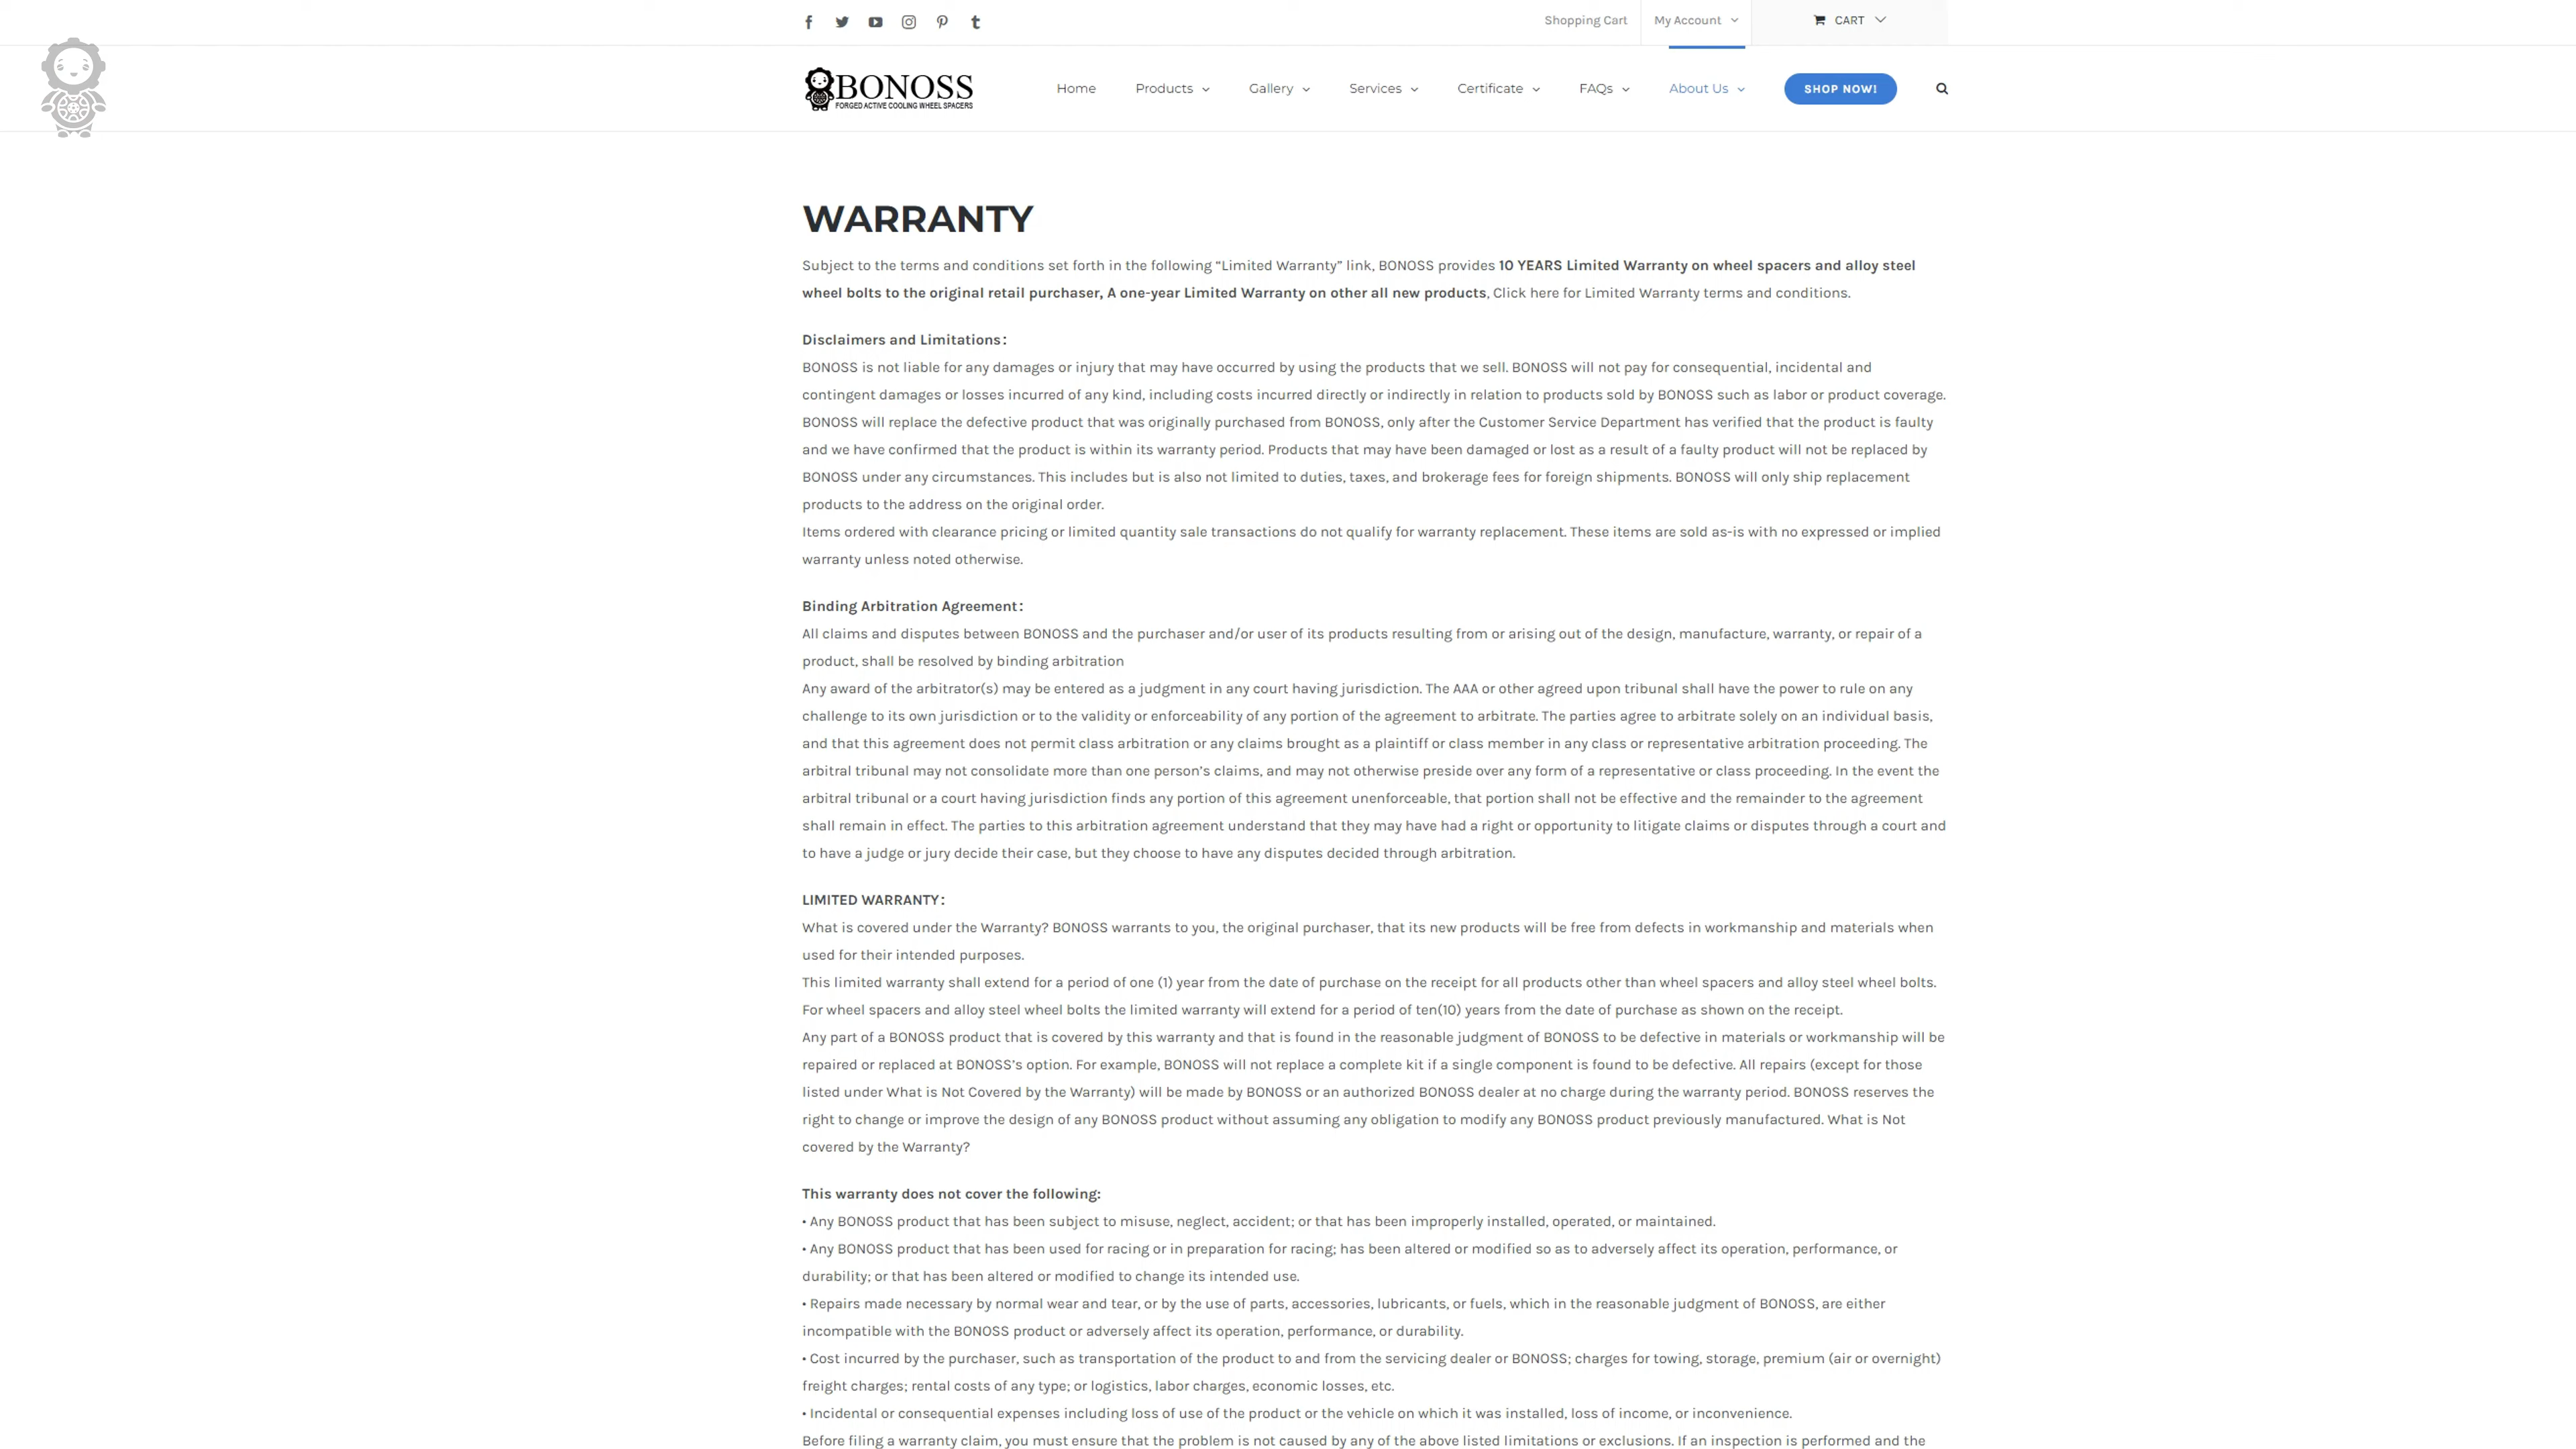 Shopping Cart
My Account
CART
BONOSS
FORGED ACTIVE COOLING WHEEL SPACERS
Home
Products
Gallery
Services
Certificate
FAQs
About Us
SHOP NOW!
WARRANTY
Subject to the terms and conditions set forth in the following “Limited Warranty” link, BONOSS provides 10 YEARS Limited Warranty on wheel spacers and alloy steel
wheel bolts to the original retail purchaser, A one-year Limited Warranty on other all new products, Click here for Limited Warranty terms and conditions.
Disclaimers and Limitations：
BONOSS is not liable for any damages or injury that may have occurred by using the products that we sell. BONOSS will not pay for consequential, incidental and
contingent damages or losses incurred of any kind, including costs incurred directly or indirectly in relation to products sold by BONOSS such as labor or product coverage.
BONOSS will replace the defective product that was originally purchased from BONOSS, only after the Customer Service Department has verified that the product is faulty
and we have confirmed that the product is within its warranty period. Products that may have been damaged or lost as a result of a faulty product will not be replaced by
BONOSS under any circumstances. This includes but is also not limited to duties, taxes, and brokerage fees for foreign shipments. BONOSS will only ship replacement
products to the address on the original order.
Items ordered with clearance pricing or limited quantity sale transactions do not qualify for warranty replacement. These items are sold as-is with no expressed or implied
warranty unless noted otherwise.
Binding Arbitration Agreement：
All claims and disputes between BONOSS and the purchaser and/or user of its products resulting from or arising out of the design, manufacture, warranty, or repair of a
product, shall be resolved by binding arbitration
Any award of the arbitrator(s) may be entered as a judgment in any court having jurisdiction. The AAA or other agreed upon tribunal shall have the power to rule on any
challenge to its own jurisdiction or to the validity or enforceability of any portion of the agreement to arbitrate. The parties agree to arbitrate solely on an individual basis,
and that this agreement does not permit class arbitration or any claims brought as a plaintiff or class member in any class or representative arbitration proceeding. The
arbitral tribunal may not consolidate more than one person’s claims, and may not otherwise preside over any form of a representative or class proceeding. In the event the
arbitral tribunal or a court having jurisdiction finds any portion of this agreement unenforceable, that portion shall not be effective and the remainder to the agreement
shall remain in effect. The parties to this arbitration agreement understand that they may have had a right or opportunity to litigate claims or disputes through a court and
to have a judge or jury decide their case, but they choose to have any disputes decided through arbitration.
LIMITED WARRANTY：
What is covered under the Warranty? BONOSS warrants to you, the original purchaser, that its new products will be free from defects in workmanship and materials when
used for their intended purposes.
This limited warranty shall extend for a period of one (1) year from the date of purchase on the receipt for all products other than wheel spacers and alloy steel wheel bolts.
For wheel spacers and alloy steel wheel bolts the limited warranty will extend for a period of ten(10) years from the date of purchase as shown on the receipt.
Any part of a BONOSS product that is covered by this warranty and that is found in the reasonable judgment of BONOSS to be defective in materials or workmanship will be
repaired or replaced at BONOSS’s option. For example, BONOSS will not replace a complete kit if a single component is found to be defective. All repairs (except for those
listed under What is Not Covered by the Warranty) will be made by BONOSS or an authorized BONOSS dealer at no charge during the warranty period. BONOSS reserves the
right to change or improve the design of any BONOSS product without assuming any obligation to modify any BONOSS product previously manufactured. What is Not
covered by the Warranty?
This warranty does not cover the following:
• Any BONOSS product that has been subject to misuse, neglect, accident; or that has been improperly installed, operated, or maintained.
• Any BONOSS product that has been used for racing or in preparation for racing; has been altered or modified so as to adversely affect its operation, performance, or
durability; or that has been altered or modified to change its intended use.
• Repairs made necessary by normal wear and tear, or by the use of parts, accessories, lubricants, or fuels, which in the reasonable judgment of BONOSS, are either
incompatible with the BONOSS product or adversely affect its operation, performance, or durability.
• Cost incurred by the purchaser, such as transportation of the product to and from the servicing dealer or BONOSS; charges for towing, storage, premium (air or overnight)
freight charges; rental costs of any type; or logistics, labor charges, economic losses, etc.
• Incidental or consequential expenses including loss of use of the product or the vehicle on which it was installed, loss of income, or inconvenience.
Before filing a warranty claim, you must ensure that the problem is not caused by any of the above listed limitations or exclusions. If an inspection is performed and the